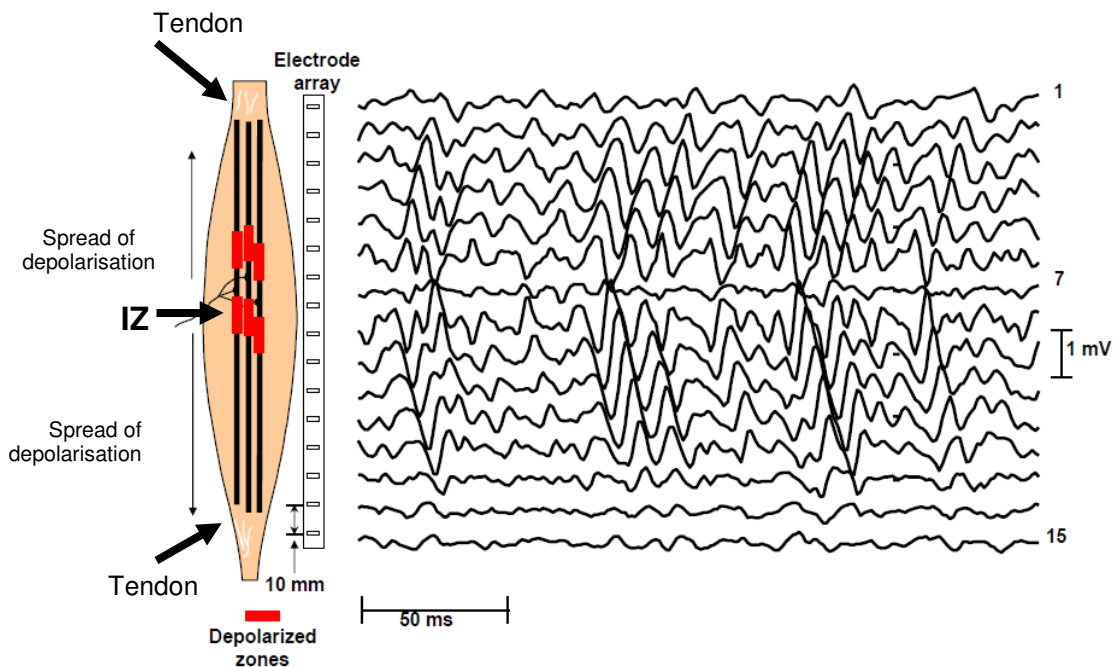 Tendon
Electrode
array
1
Spread of
depolarisation
7
IZ
1 mV
Spread of
depolarisation
15
Tendon
10 mm
50 ms
Depolarized
zones